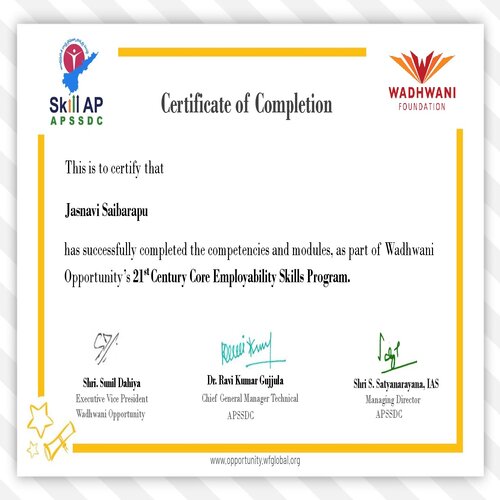 Skill AP
APSSDC
WADHWANI
FOUNDATION
Certificate of Completion
This is to certify that
Jasnavi Saibarapu
has successfully completed the competencies and modules, as part of Wadhwani
Opportunity's 21st Century Core Employability Skills Program.
Shri. Sunil Dahiya
Executive Vice President
Wadhwani Opportunity
Dr. Ravi Kumar Gujjula
Chief General Manager Technical
APSSDC
Shri S. Satyanarayana, IAS
Managing Director
APSSDC
www.opportunity.wfglobal.org